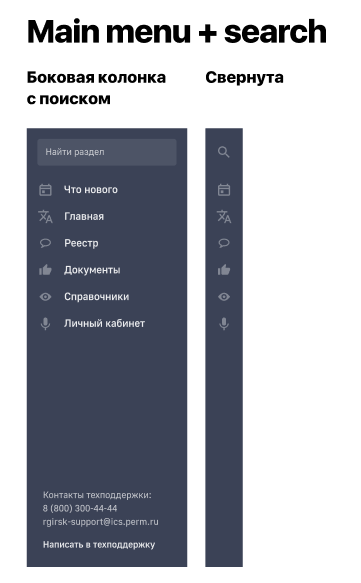 Main menu + search
Боковая колонка
с поиском
Свернута
Найти раздел
Что нового
Главная
Реестр
Документы
Справочники
Личный кабинет
Контакты техподдержки:
8 (800) 300-44-44
rgirsk-support@ics.perm.ru
Написать в техподдержку